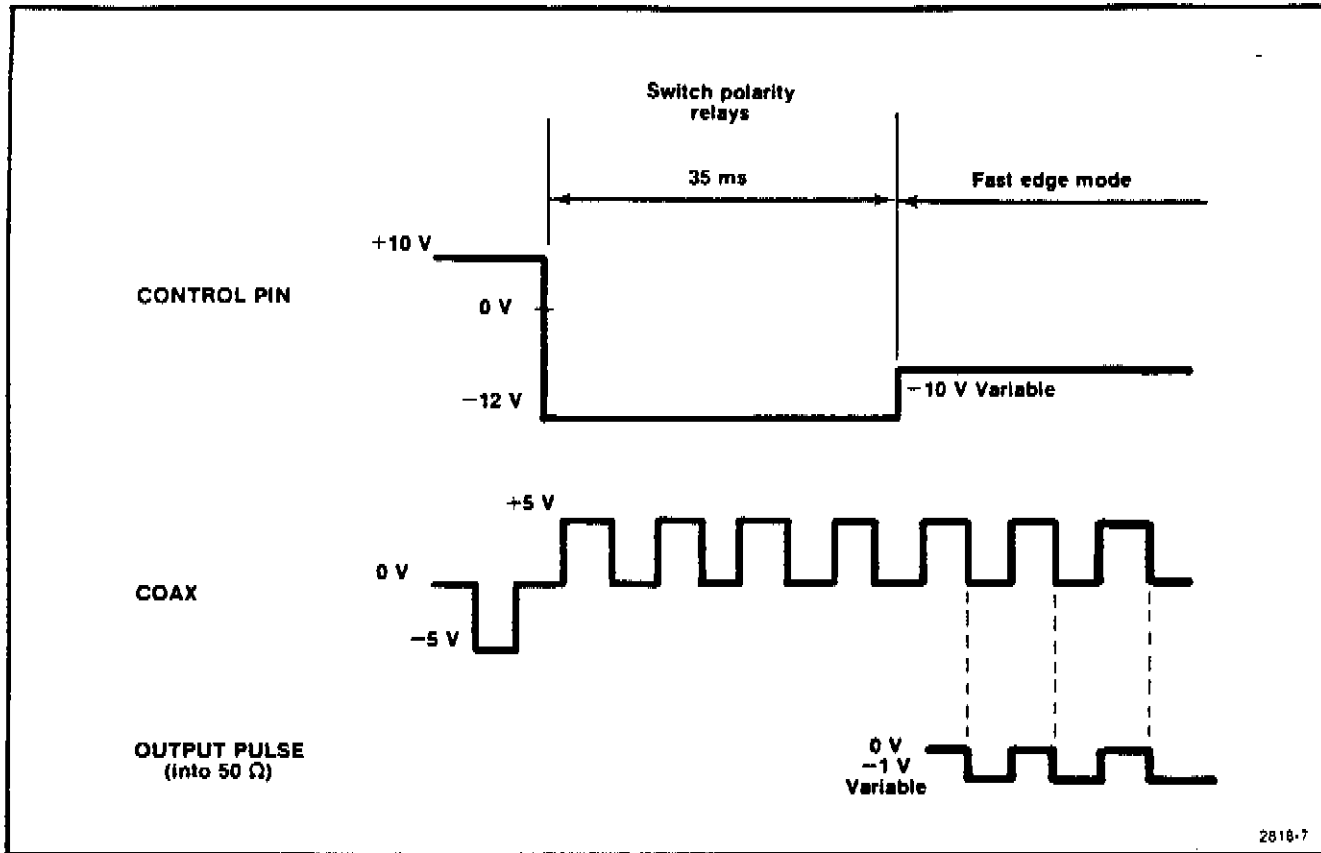 Switch polarity
relays
35 ms
Fast edge mode
+10 V
CONTROL PIN
0 V
−12 V
−10 V Variable
+5 V
0 V
COAX
−5 V
OUTPUT PULSE
(into 50 Ω)
0 V
−1 V
Variable
2818-7